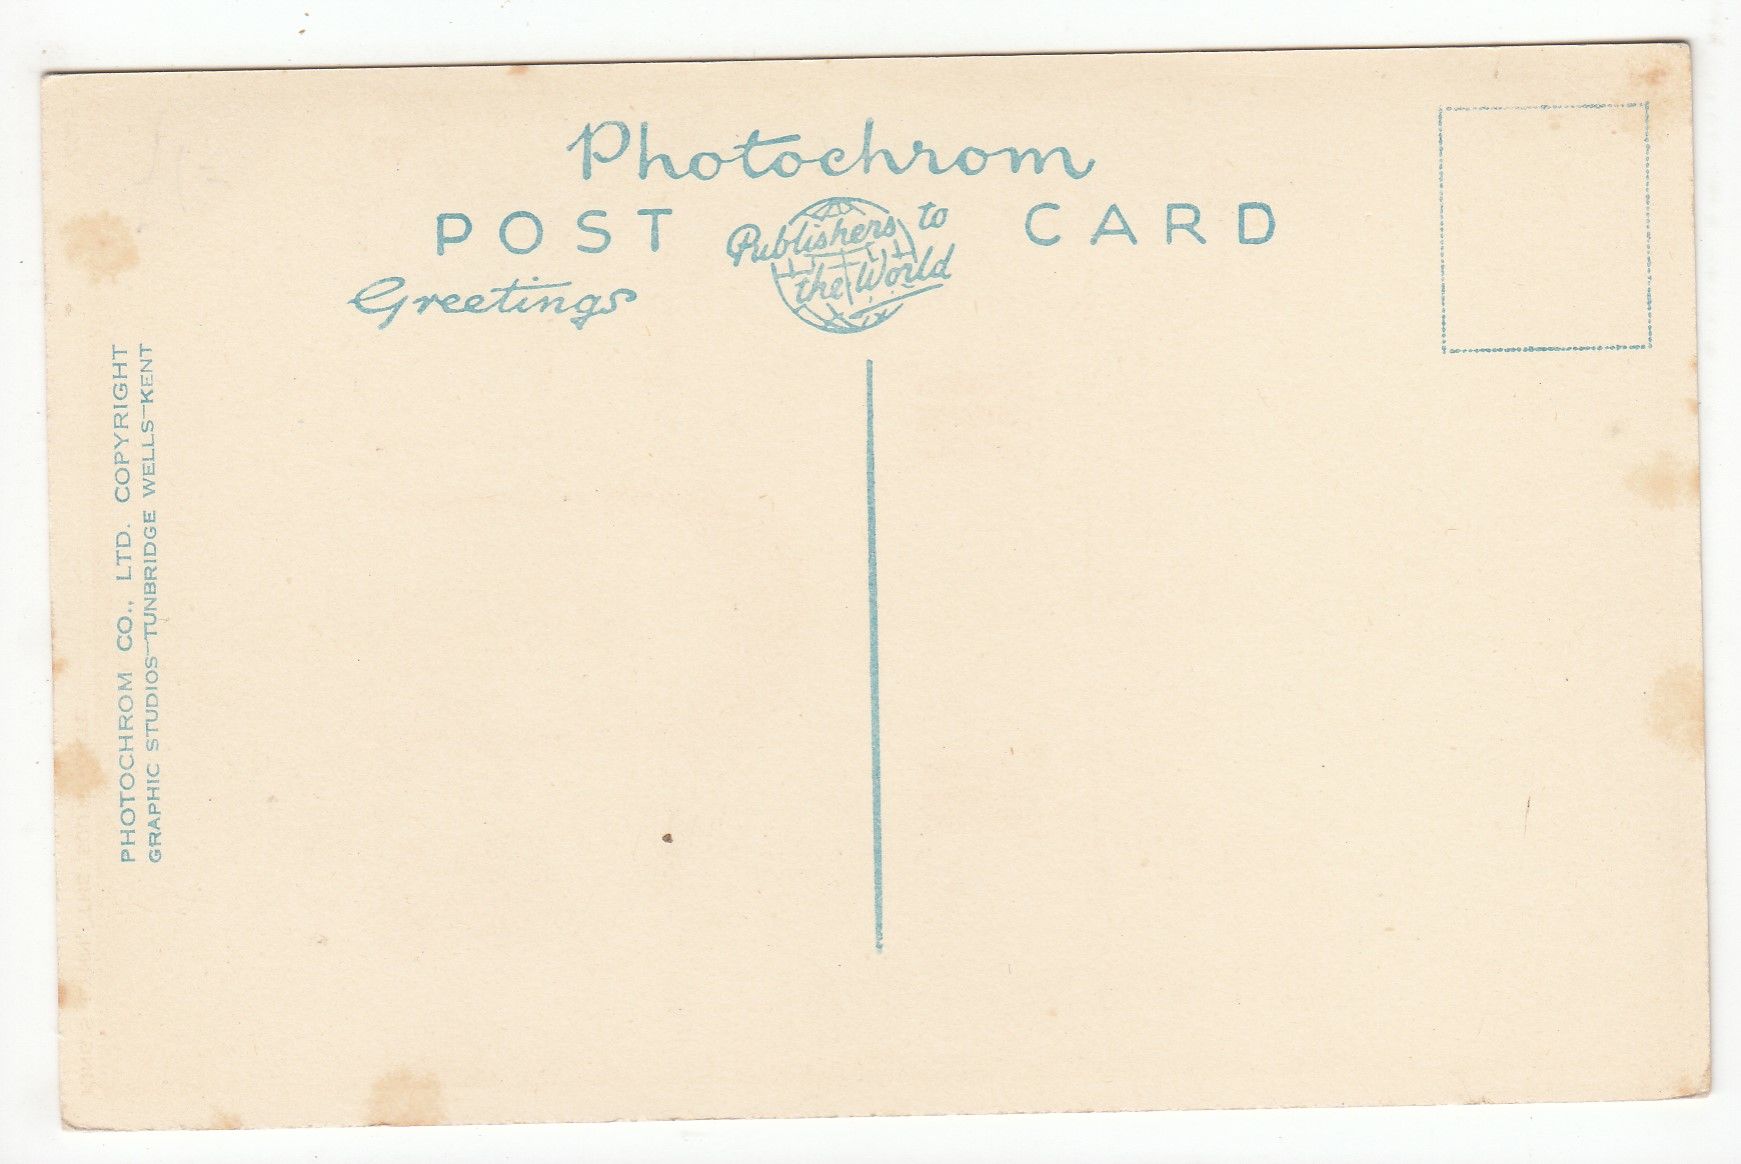 Photochrom
POST CARD
Publishers to
the World
Greetings
PHOTOCHROM CO., LTD. COPYRIGHT
GRAPHIC STUDIOS—TUNBRIDGE WELLS—KENT